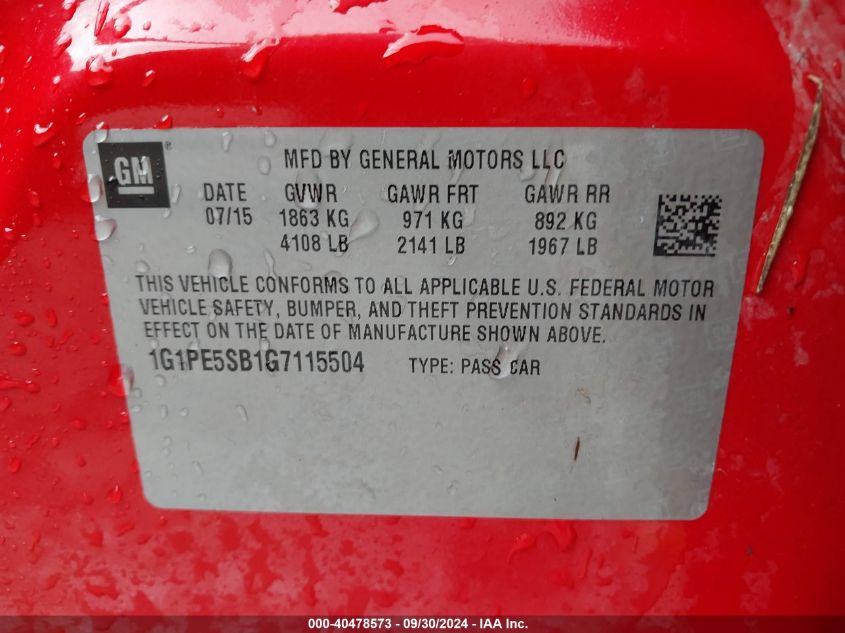 GM ®
MFD BY GENERAL MOTORS LLC
DATE GVWR GAWR FRT GAWR RR
07/15 1863 KG 971 KG 892 KG
4108 LB 2141 LB 1967 LB
THIS VEHICLE CONFORMS TO ALL APPLICABLE U.S. FEDERAL MOTOR
VEHICLE SAFETY, BUMPER, AND THEFT PREVENTION STANDARDS IN
EFFECT ON THE DATE OF MANUFACTURE SHOWN ABOVE.
1G1PE5SB1G7115504 TYPE: PASS CAR
000-40478573 - 09/30/2024 - IAA Inc.